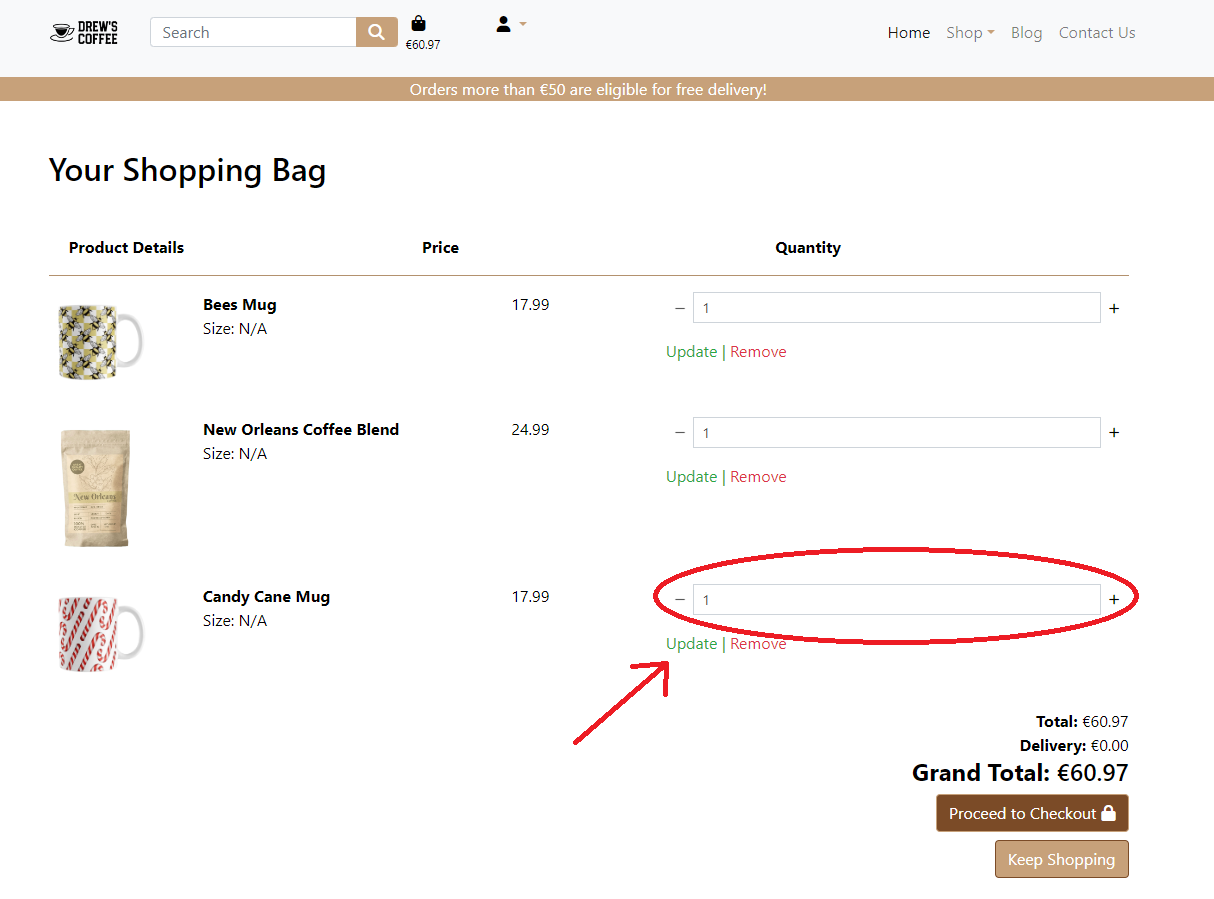 DREW'S
COFFEE
Search
€60.97
Home Shop Blog Contact Us
Orders more than €50 are eligible for free delivery!
Your Shopping Bag
Product Details Price Quantity
Bees Mug 17.99 − 1 +
Size: N/A
Update | Remove
New Orleans Coffee Blend 24.99 − 1 +
Size: N/A
Update | Remove
New Orleans
Candy Cane Mug 17.99 − 1 +
Size: N/A
Update | Remove
Total: €60.97
Delivery: €0.00
Grand Total: €60.97
Proceed to Checkout
Keep Shopping